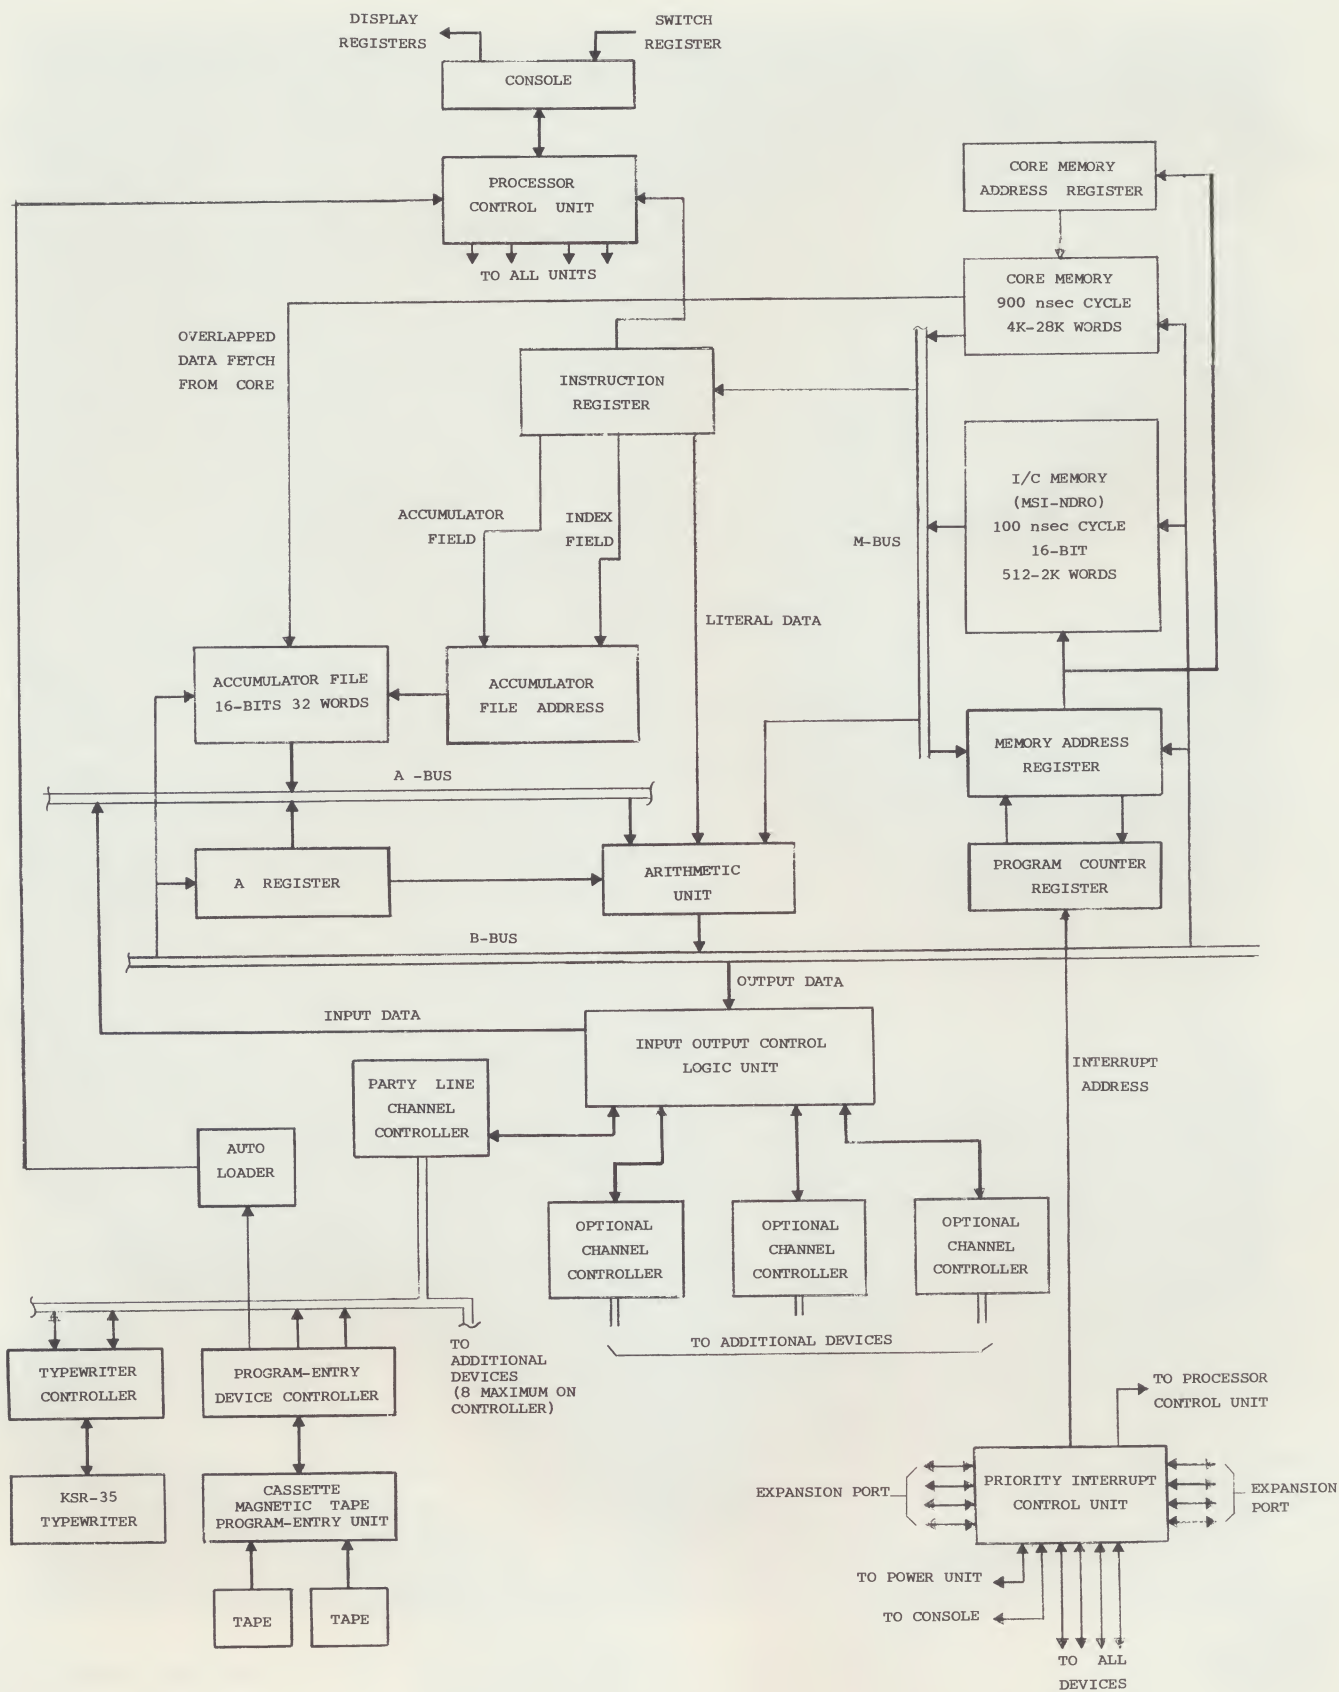 DISPLAY
REGISTERS
SWITCH
REGISTER
CONSOLE
PROCESSOR
CONTROL UNIT
TO ALL UNITS
CORE MEMORY
ADDRESS REGISTER
CORE MEMORY
900 nsec CYCLE
4K-28K WORDS
OVERLAPPED
DATA FETCH
FROM CORE
INSTRUCTION
REGISTER
I/C MEMORY
(MSI-NDRO)
100 nsec CYCLE
16-BIT
512-2K WORDS
ACCUMULATOR
FIELD
INDEX
FIELD
M-BUS
LITERAL DATA
ACCUMULATOR FILE
16-BITS 32 WORDS
ACCUMULATOR
FILE ADDRESS
MEMORY ADDRESS
REGISTER
A -BUS
A REGISTER
ARITHMETIC
UNIT
PROGRAM COUNTER
REGISTER
B-BUS
OUTPUT DATA
INPUT DATA
INPUT OUTPUT CONTROL
LOGIC UNIT
INTERRUPT
ADDRESS
PARTY LINE
CHANNEL
CONTROLLER
AUTO
LOADER
OPTIONAL
CHANNEL
CONTROLLER
OPTIONAL
CHANNEL
CONTROLLER
OPTIONAL
CHANNEL
CONTROLLER
TO ADDITIONAL DEVICES
TO
ADDITIONAL
DEVICES
(8 MAXIMUM ON
CONTROLLER)
TYPEWRITER
CONTROLLER
PROGRAM-ENTRY
DEVICE CONTROLLER
TO PROCESSOR
CONTROL UNIT
KSR-35
TYPEWRITER
CASSETTE
MAGNETIC TAPE
PROGRAM-ENTRY UNIT
EXPANSION PORT
PRIORITY INTERRUPT
CONTROL UNIT
EXPANSION
PORT
TAPE
TAPE
TO POWER UNIT
TO CONSOLE
TO ALL
DEVICES